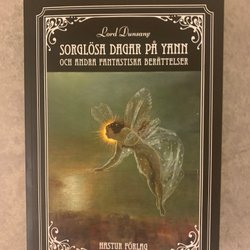 Lord Dunsany
SORGLÖSA DAGAR PÅ YANN
OCH ANDRA FANTASTISKA BERÄTTELSER
HASTUR FÖRLAG